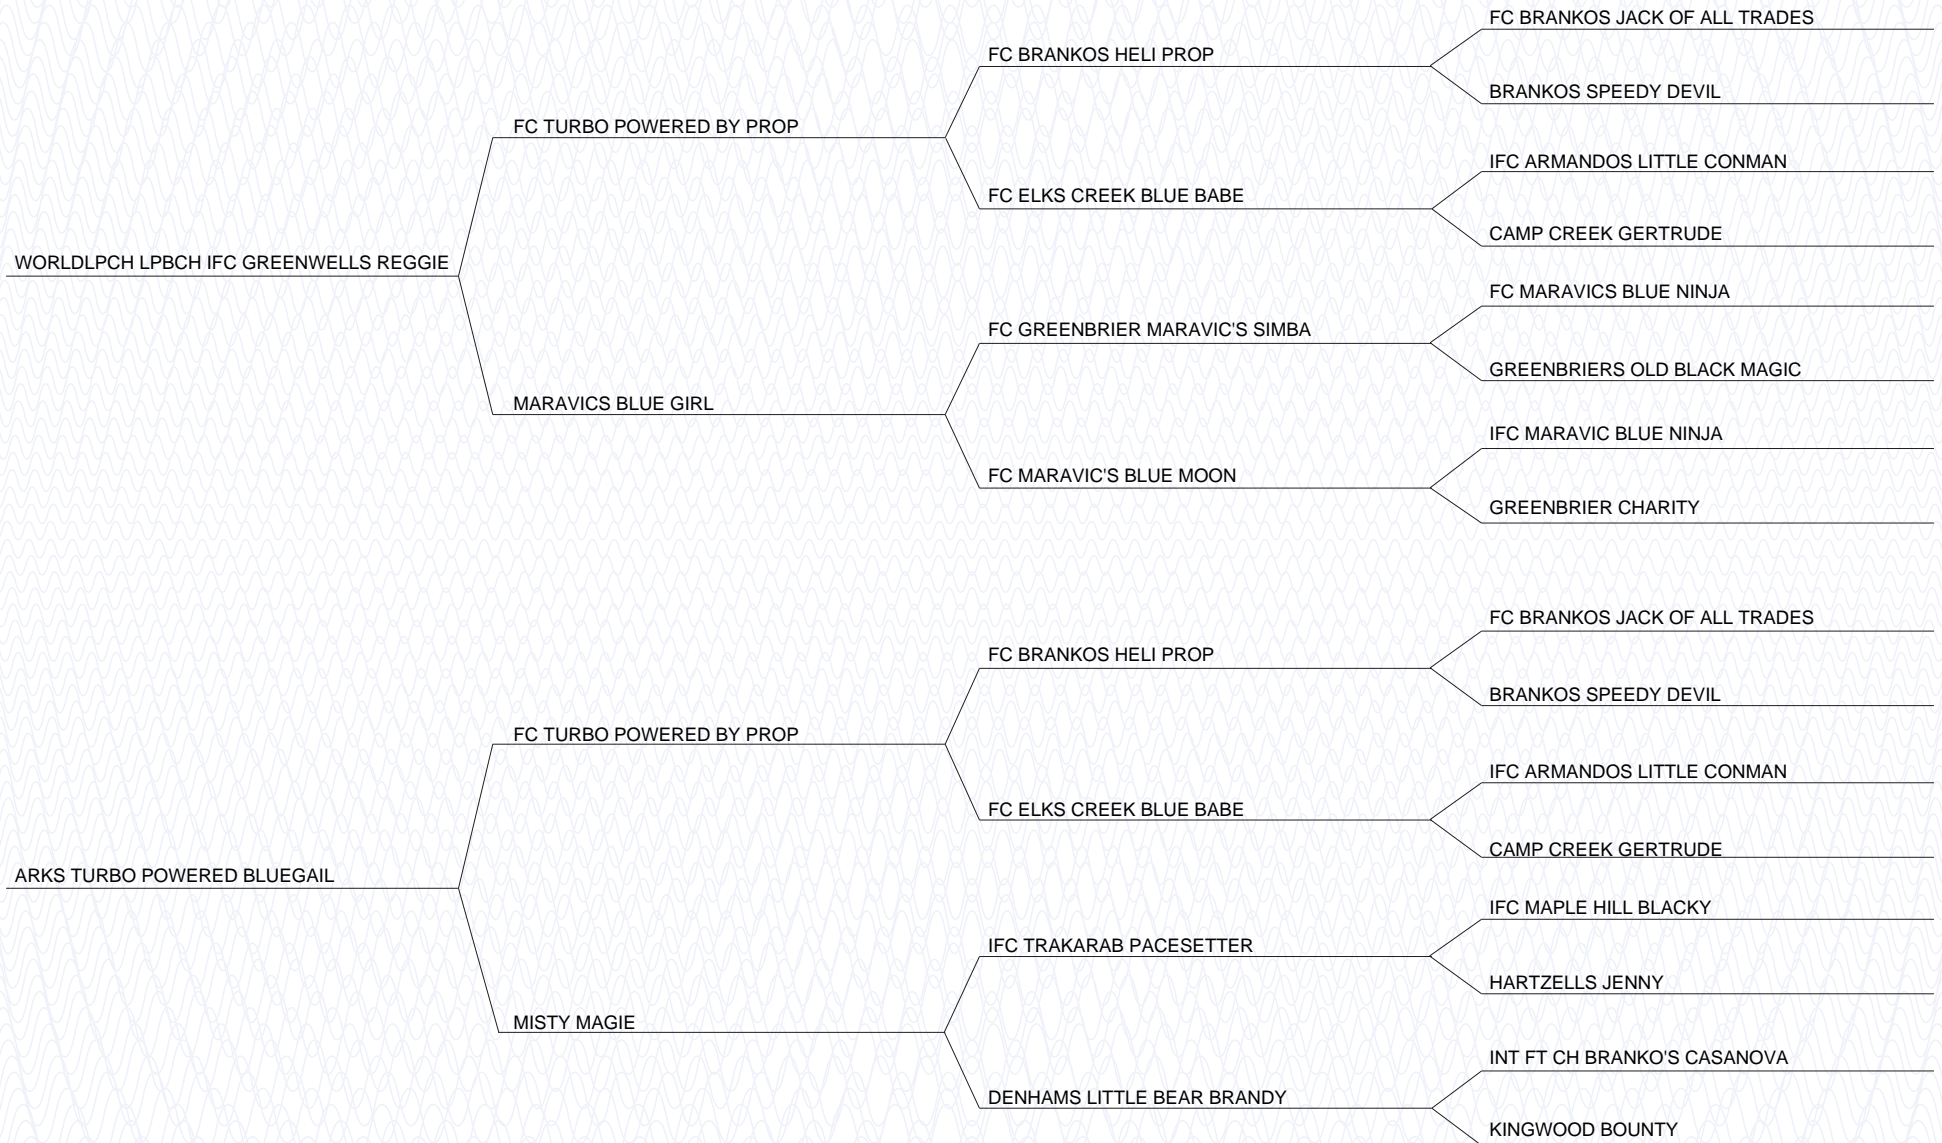 FC BRANKOS JACK OF ALL TRADES
FC BRANKOS HELI PROP
BRANKOS SPEEDY DEVIL
FC TURBO POWERED BY PROP
IFC ARMANDOS LITTLE CONMAN
FC ELKS CREEK BLUE BABE
CAMP CREEK GERTRUDE
WORLDLPCH LPBCH IFC GREENWELLS REGGIE
FC MARAVICS BLUE NINJA
FC GREENBRIER MARAVIC'S SIMBA
GREENBRIERS OLD BLACK MAGIC
MARAVICS BLUE GIRL
IFC MARAVIC BLUE NINJA
FC MARAVIC'S BLUE MOON
GREENBRIER CHARITY
FC BRANKOS JACK OF ALL TRADES
FC BRANKOS HELI PROP
BRANKOS SPEEDY DEVIL
FC TURBO POWERED BY PROP
IFC ARMANDOS LITTLE CONMAN
FC ELKS CREEK BLUE BABE
CAMP CREEK GERTRUDE
ARKS TURBO POWERED BLUEGAIL
IFC MAPLE HILL BLACKY
IFC TRAKARAB PACESETTER
HARTZELLS JENNY
MISTY MAGIE
INT FT CH BRANKO'S CASANOVA
DENHAMS LITTLE BEAR BRANDY
KINGWOOD BOUNTY